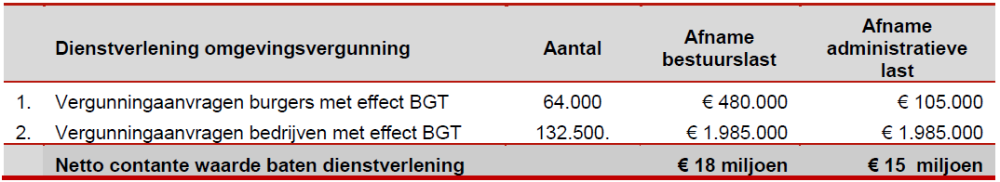 Dienstverlening omgevingsvergunning Aantal Afname bestuurslast Afname administratieve last
1. Vergunningaanvragen burgers met effect BGT 64.000 € 480.000 € 105.000
2. Vergunningaanvragen bedrijven met effect BGT 132.500. € 1.985.000 € 1.985.000
Netto contante waarde baten dienstverlening € 18 miljoen € 15 miljoen